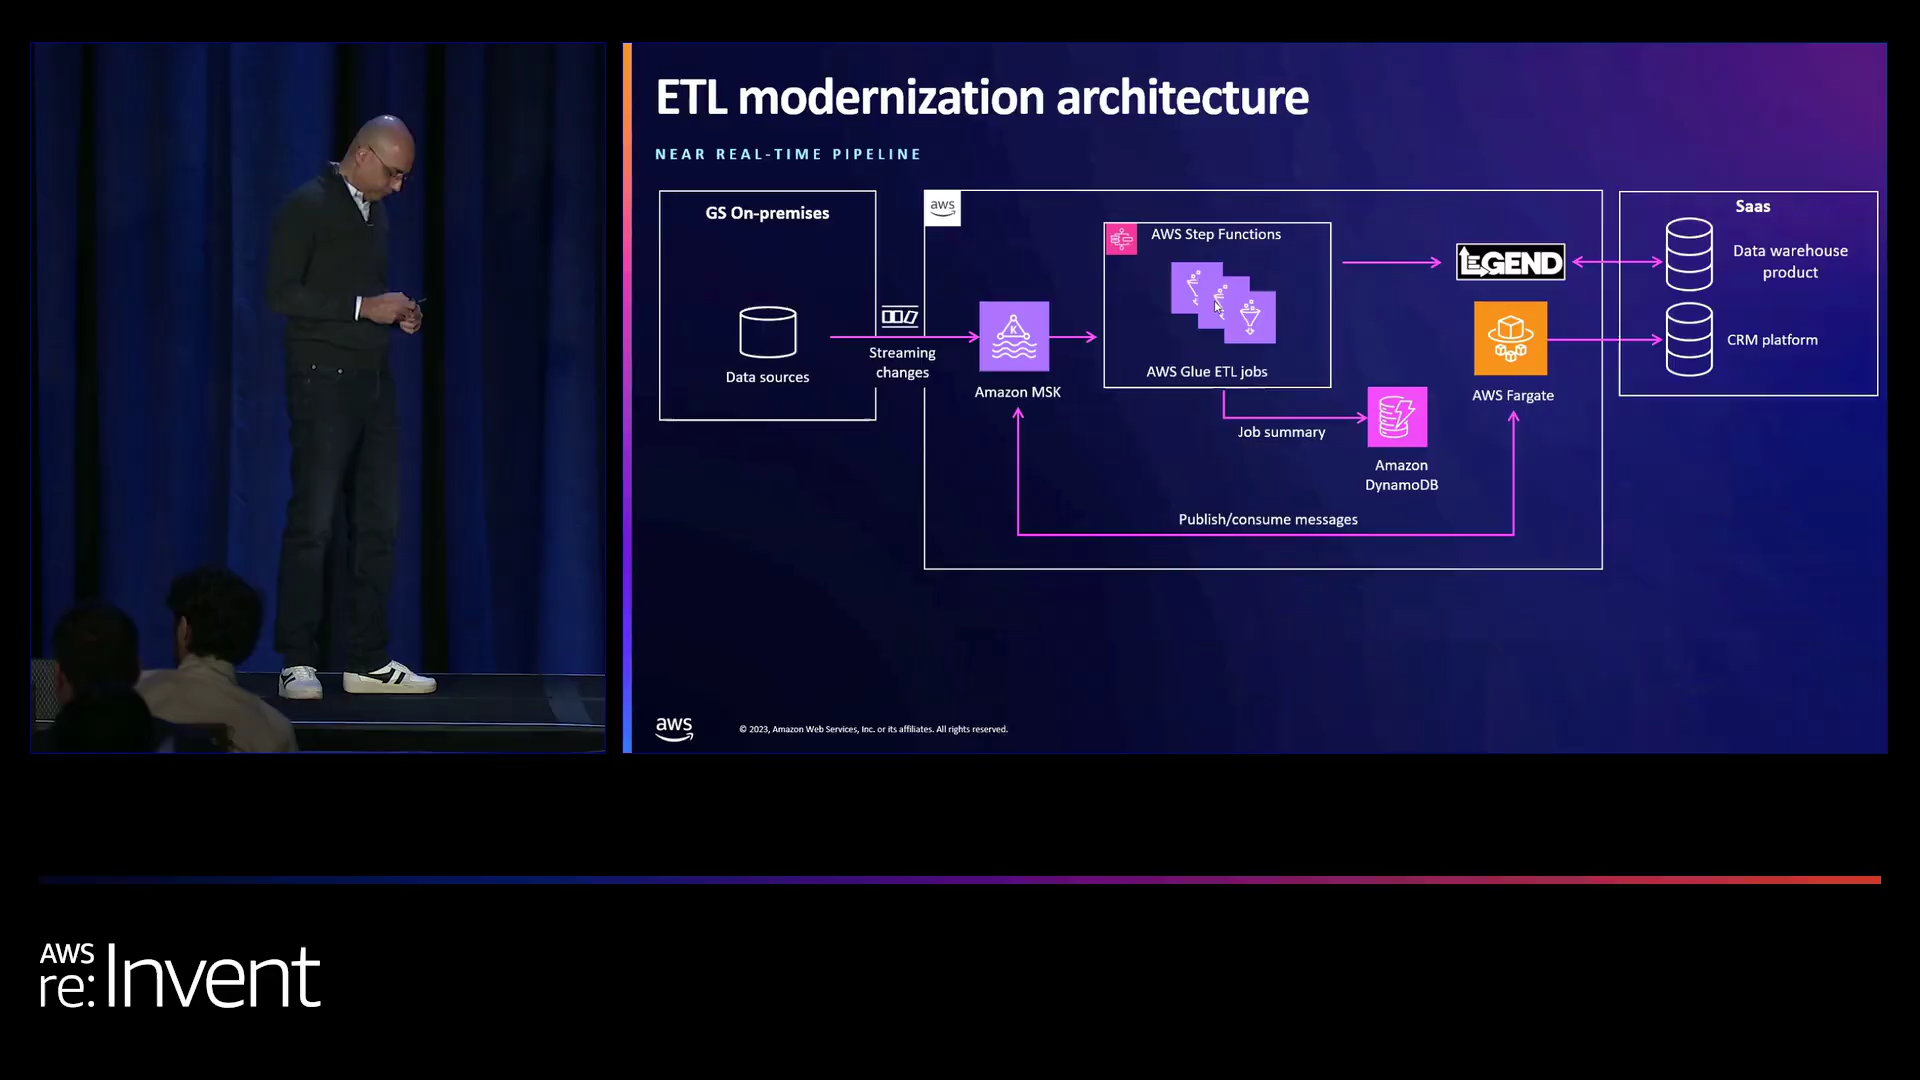 ETL modernization architecture
NEAR REAL-TIME PIPELINE
GS On-premises
Data sources
Streaming
changes
aws
Amazon MSK
K
AWS Step Functions
AWS Glue ETL jobs
Job summary
Amazon
DynamoDB
Publish/consume messages
LEGEND
AWS Fargate
Saas
Data warehouse
product
CRM platform
aws
© 2023, Amazon Web Services, Inc. or its affiliates. All rights reserved.
AWS
re:Invent